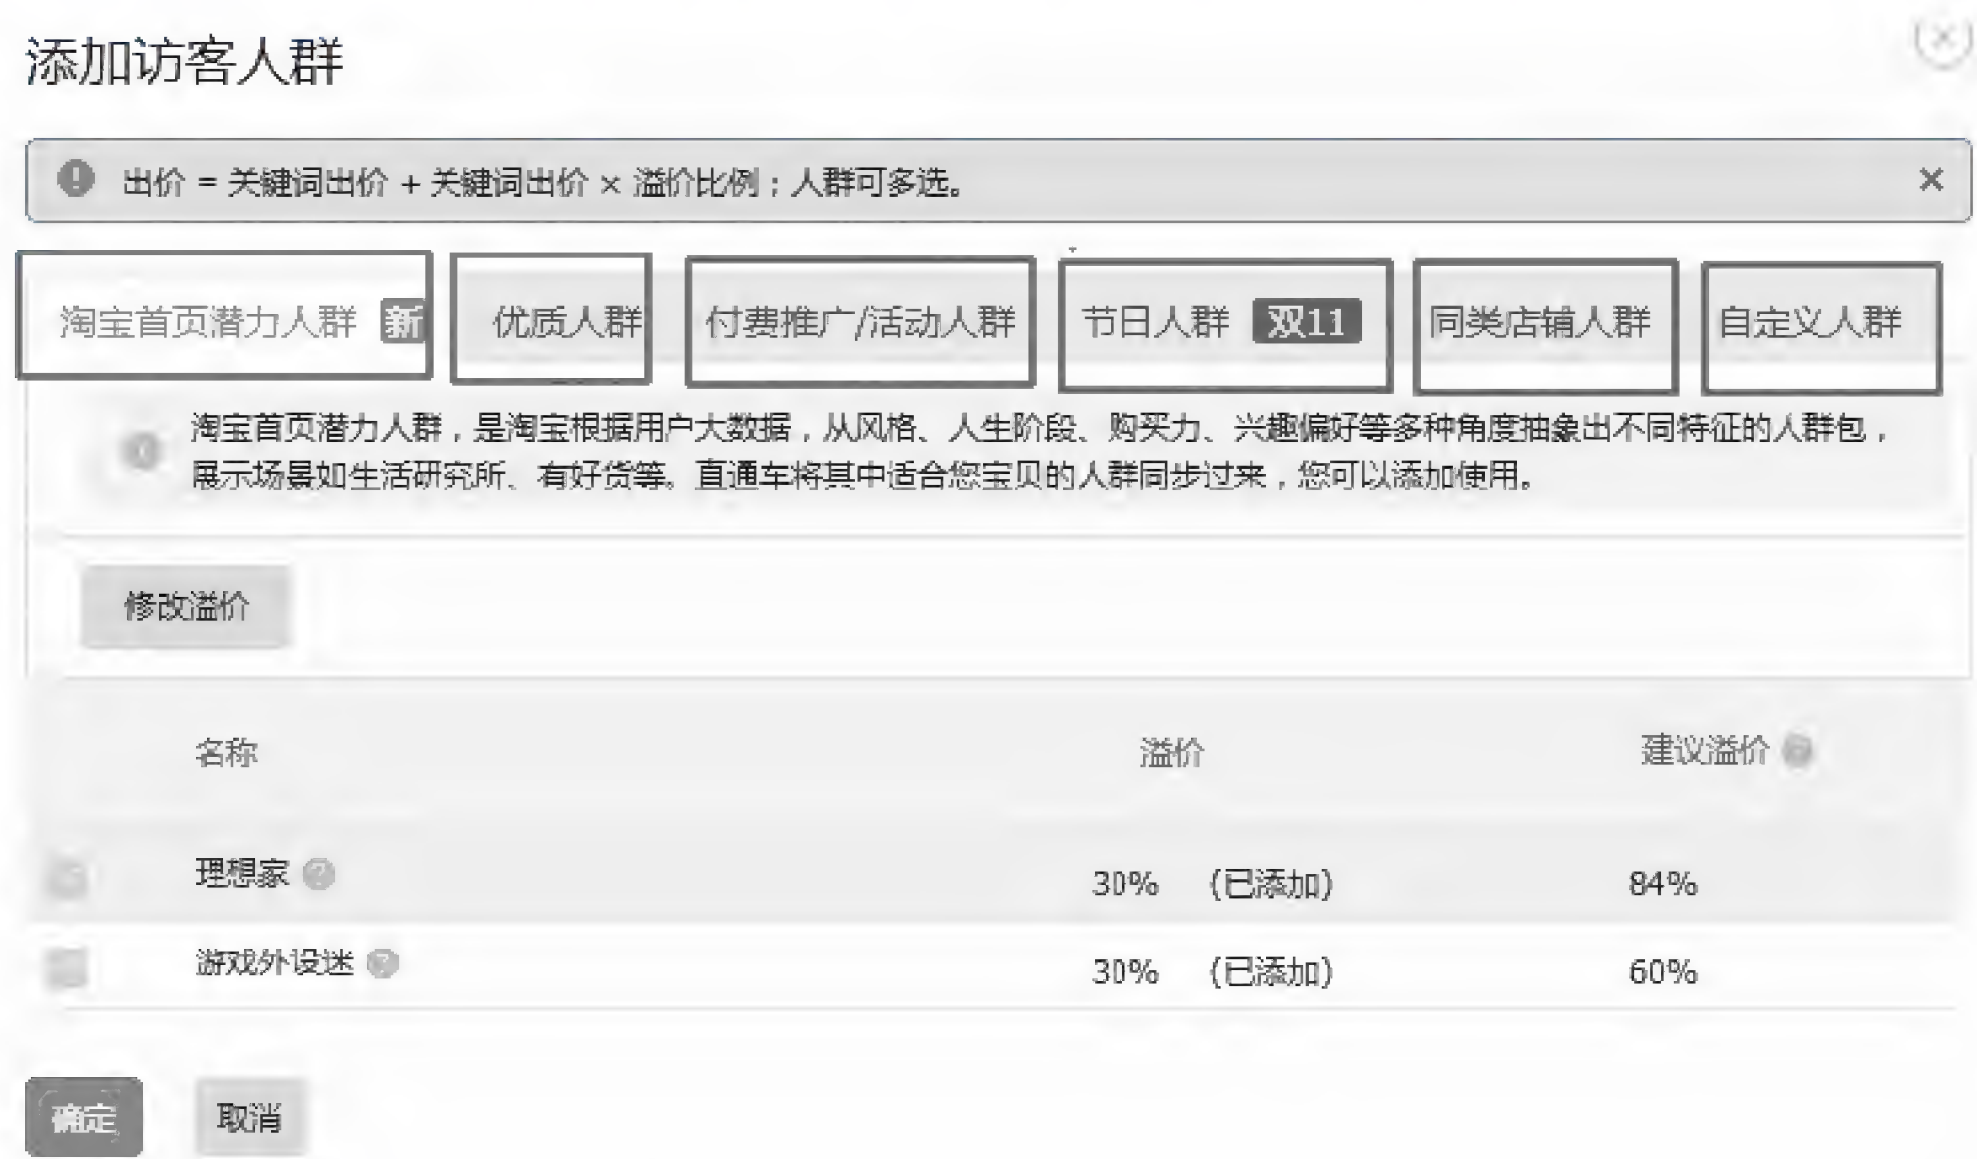 添加访客人群
出价 = 关键词出价 + 关键词出价 × 溢价比例；人群可多选。
淘宝首页潜力人群 新 优质人群 付费推广/活动人群 节日人群 双11 同类店铺人群 自定义人群
淘宝首页潜力人群，是淘宝根据用户大数据，从风格、人生阶段、购买力、兴趣偏好等多种角度抽象出不同特征的人群包，
展示场景如生活研究所、有好货等。直通车将其中适合您宝贝的人群同步过来，您可以添加使用。
修改溢价
名称 溢价 建议溢价
理想家 30% (已添加) 84%
游戏外设迷 30% (已添加) 60%
确定 取消